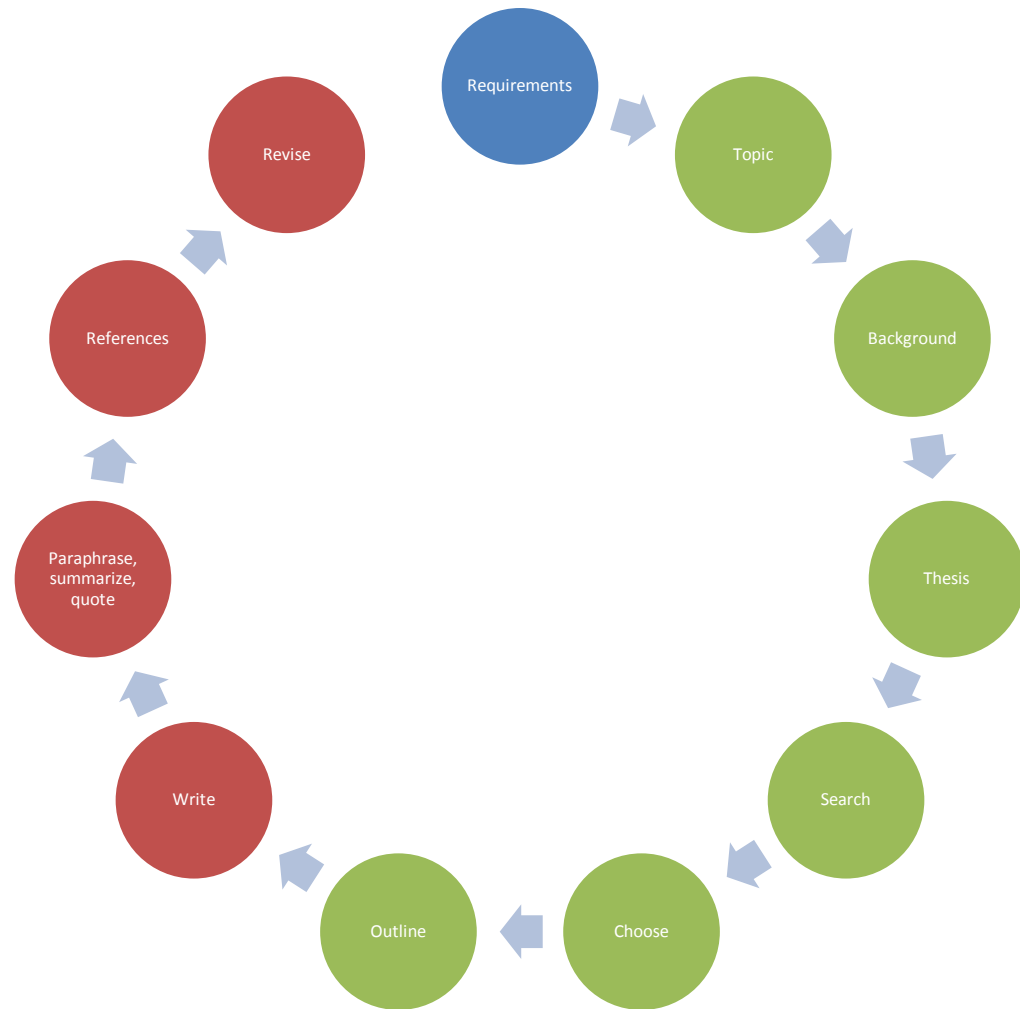 Requirements
Topic
Background
Thesis
Search
Choose
Outline
Write
Paraphrase,
summarize,
quote
References
Revise